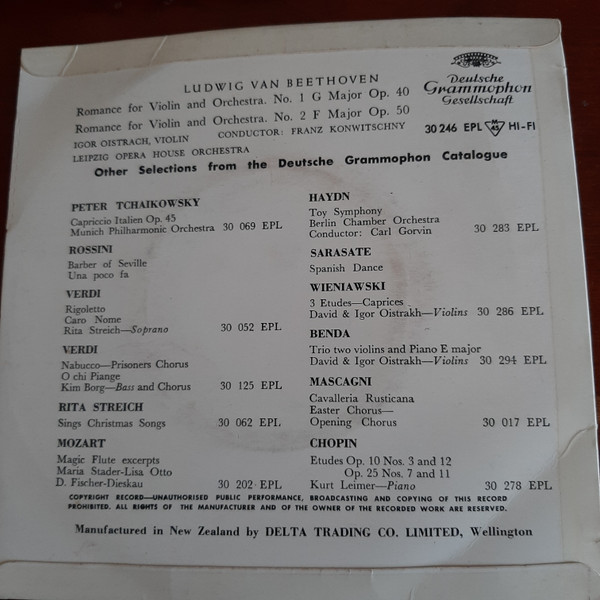 LUDWIG VAN BEETHOVEN
Romance for Violin and Orchestra. No. 1 G Major Op. 40
Romance for Violin and Orchestra. No. 2 F Major Op. 50
IGOR OISTRACH, VIOLIN CONDUCTOR: FRANZ KONWITSCHNY
LEIPZIG OPERA HOUSE ORCHESTRA
Deutsche
Grammophon
Gesellschaft
30 246 EPL M 45 HI-FI
Other Selections from the Deutsche Grammophon Catalogue
PETER TCHAIKOWSKY
Capriccio Italien Op. 45
Munich Philharmonic Orchestra 30 069 EPL
ROSSINI
Barber of Seville
Una poco fa
VERDI
Rigoletto
Caro Nome
Rita Streich—Soprano 30 052 EPL
VERDI
Nabucco—Prisoners Chorus
O chi Piange
Kim Borg—Bass and Chorus 30 125 EPL
RITA STREICH
Sings Christmas Songs 30 062 EPL
MOZART
Magic Flute excerpts
Maria Stader-Lisa Otto
D. Fischer-Dieskau 30 202 EPL
HAYDN
Toy Symphony
Berlin Chamber Orchestra
Conductor: Carl Gorvin 30 283 EPL
SARASATE
Spanish Dance
WIENIAWSKI
3 Etudes—Caprices
David & Igor Oistrakh—Violins 30 286 EPL
BENDA
Trio two violins and Piano E major
David & Igor Oistrakh—Violins 30 294 EPL
MASCAGNI
Cavalleria Rusticana
Easter Chorus—
Opening Chorus 30 017 EPL
CHOPIN
Etudes Op. 10 Nos. 3 and 12
Op. 25 Nos. 7 and 11
Kurt Leimer—Piano 30 278 EPL
COPYRIGHT RECORD—UNAUTHORISED PUBLIC PERFORMANCE, BROADCASTING AND COPYING OF THIS RECORD
PROHIBITED. ALL RIGHTS OF THE MANUFACTURER AND OF THE OWNER OF THE RECORDED WORK ARE RESERVED.
Manufactured in New Zealand by DELTA TRADING CO. LIMITED, Wellington